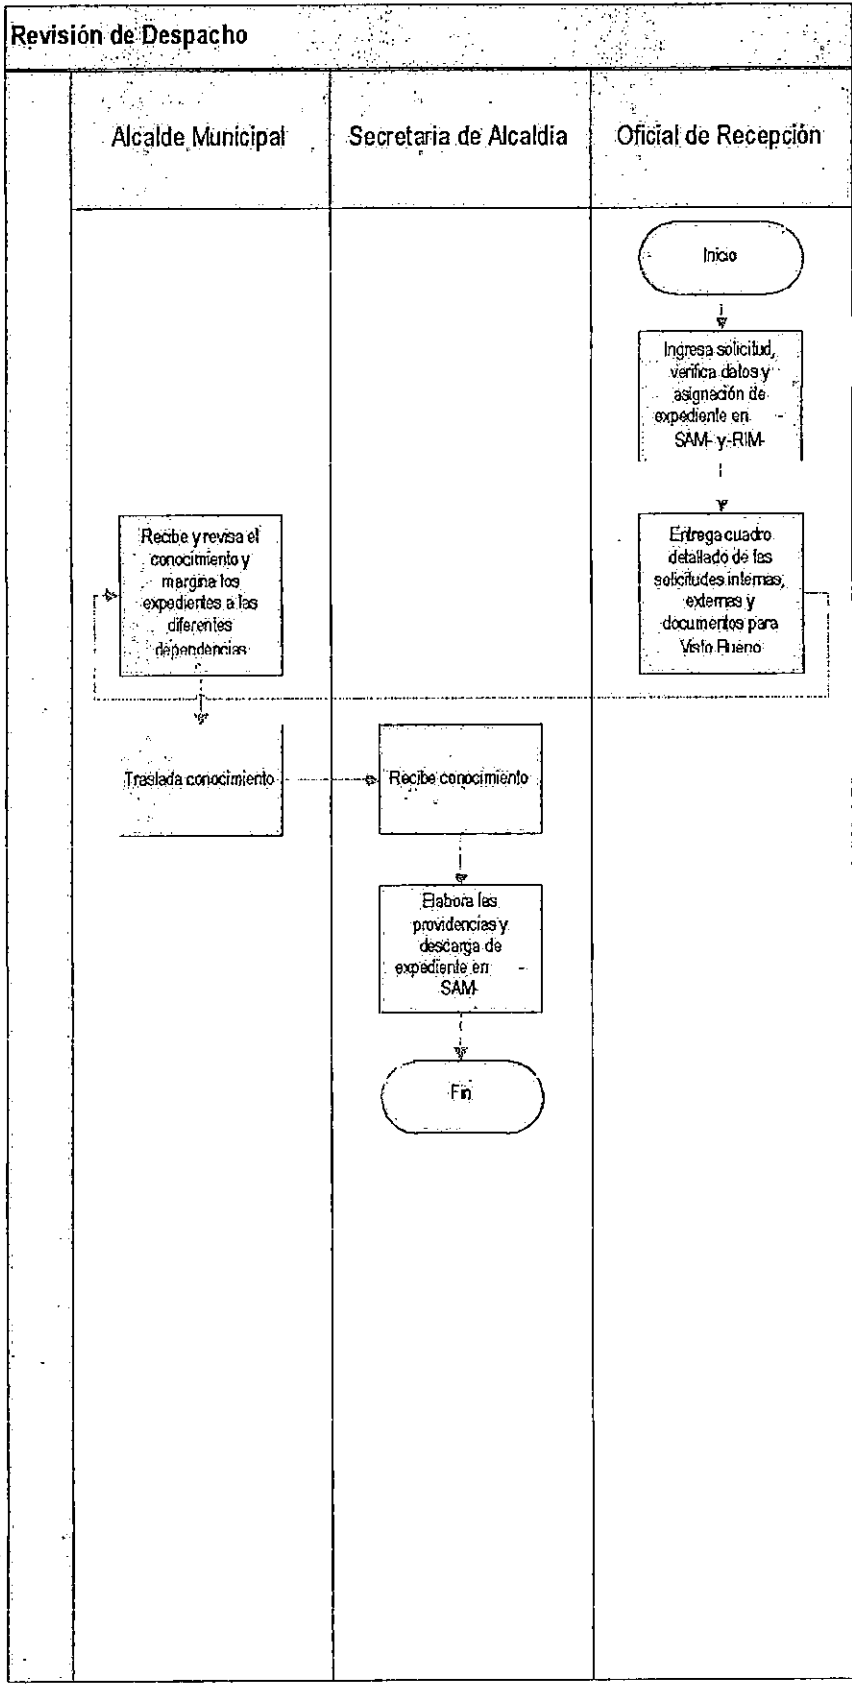 Revisión de Despacho
Alcalde Municipal
Secretaria de Alcaldia
Oficial de Recepción
Inicio
Ingresa solicitud,
verifica datos y
asignación de
expediente en -
SAM- y -RIM-
Entrega cuadro
detallado de las
solicitudes internas,
externas y
documentos para
Visto Bueno
Recibe y revisa el
conocimiento y
margina los
expedientes a las
diferentes
dependencias
Traslada conocimiento
Recibe conocimiento
Elabora las
providencias y
descarga de
expediente en -
SAM-
Fin